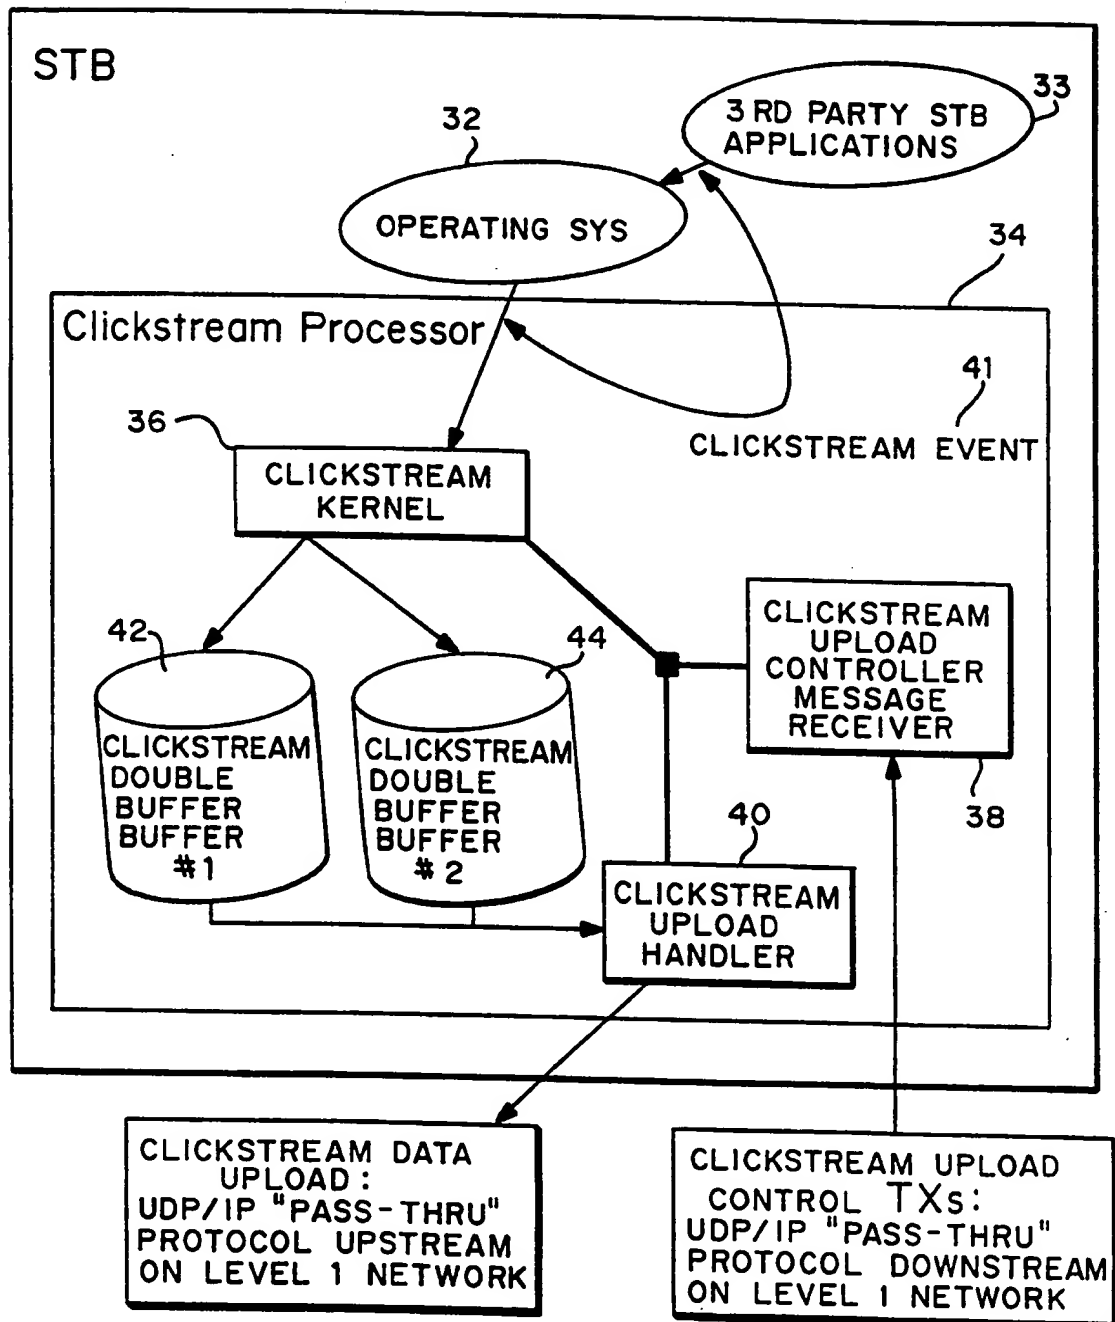 STB
33
3RD PARTY STB
APPLICATIONS
32
OPERATING SYS
34
Clickstream Processor
41
CLICKSTREAM EVENT
36
CLICKSTREAM
KERNEL
42
44
CLICKSTREAM
DOUBLE
BUFFER
BUFFER
#1
CLICKSTREAM
DOUBLE
BUFFER
BUFFER
#2
CLICKSTREAM
UPLOAD
CONTROLLER
MESSAGE
RECEIVER
38
40
CLICKSTREAM
UPLOAD
HANDLER
CLICKSTREAM DATA
UPLOAD:
UDP/IP "PASS-THRU"
PROTOCOL UPSTREAM
ON LEVEL 1 NETWORK
CLICKSTREAM UPLOAD
CONTROL TXs:
UDP/IP "PASS-THRU"
PROTOCOL DOWNSTREAM
ON LEVEL 1 NETWORK